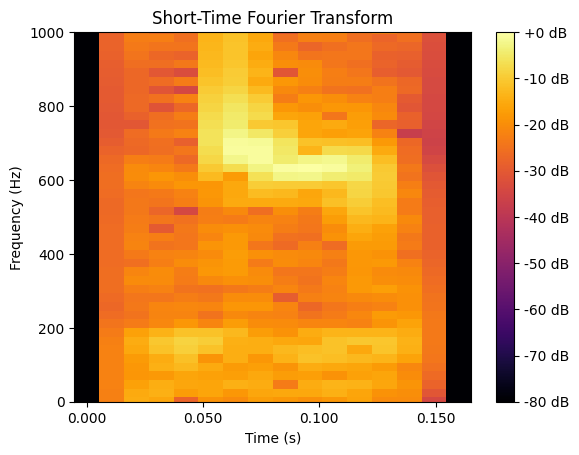 Short-Time Fourier Transform
1000
800
600
400
200
0
Frequency (Hz)
0.000
0.050
0.100
0.150
Time (s)
+0 dB
-10 dB
-20 dB
-30 dB
-40 dB
-50 dB
-60 dB
-70 dB
-80 dB